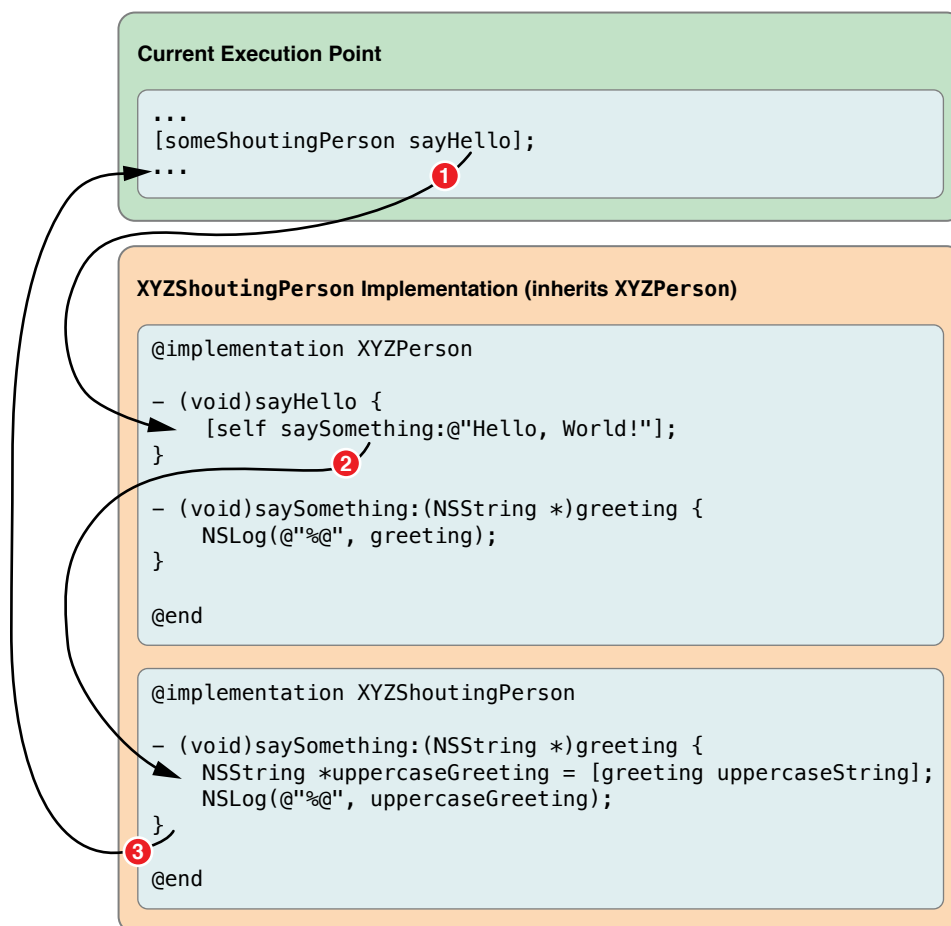 Current Execution Point
...
[someShoutingPerson sayHello];
...
1
XYZShoutingPerson Implementation (inherits XYZPerson)
@implementation XYZPerson
- (void)sayHello {
[self saySomething:@"Hello, World!"];
}
2
- (void)saySomething:(NSString *)greeting {
NSLog(@"%@", greeting);
}
@end
@implementation XYZShoutingPerson
- (void)saySomething:(NSString *)greeting {
NSString *uppercaseGreeting = [greeting uppercaseString];
NSLog(@"%@", uppercaseGreeting);
}
3
@end